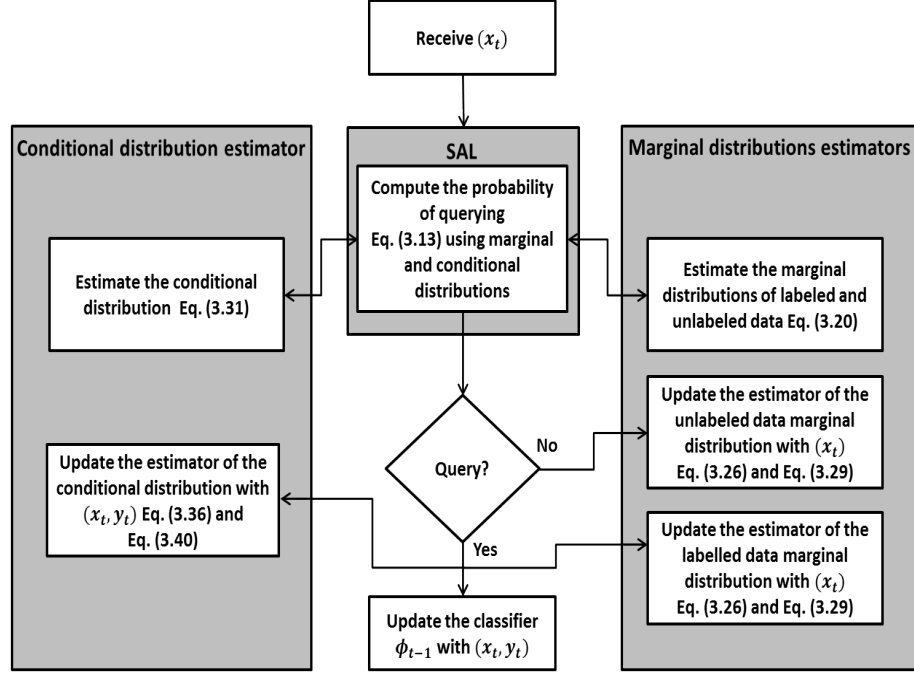 Receive (x_t)
Conditional distribution estimator
SAL
Marginal distributions estimators
Compute the probability
of querying
Eq. (3.13) using marginal
and conditional
distributions
Estimate the conditional
distribution Eq. (3.31)
Estimate the marginal
distributions of labeled and
unlabeled data Eq. (3.20)
Query?
No
Yes
Update the estimator of the
unlabeled data marginal
distribution with (x_t)
Eq. (3.26) and Eq. (3.29)
Update the estimator of the
conditional distribution with
(x_t, y_t) Eq. (3.36) and
Eq. (3.40)
Update the estimator of the
labelled data marginal
distribution with (x_t)
Eq. (3.26) and Eq. (3.29)
Update the classifier
ϕ_{t−1} with (x_t, y_t)